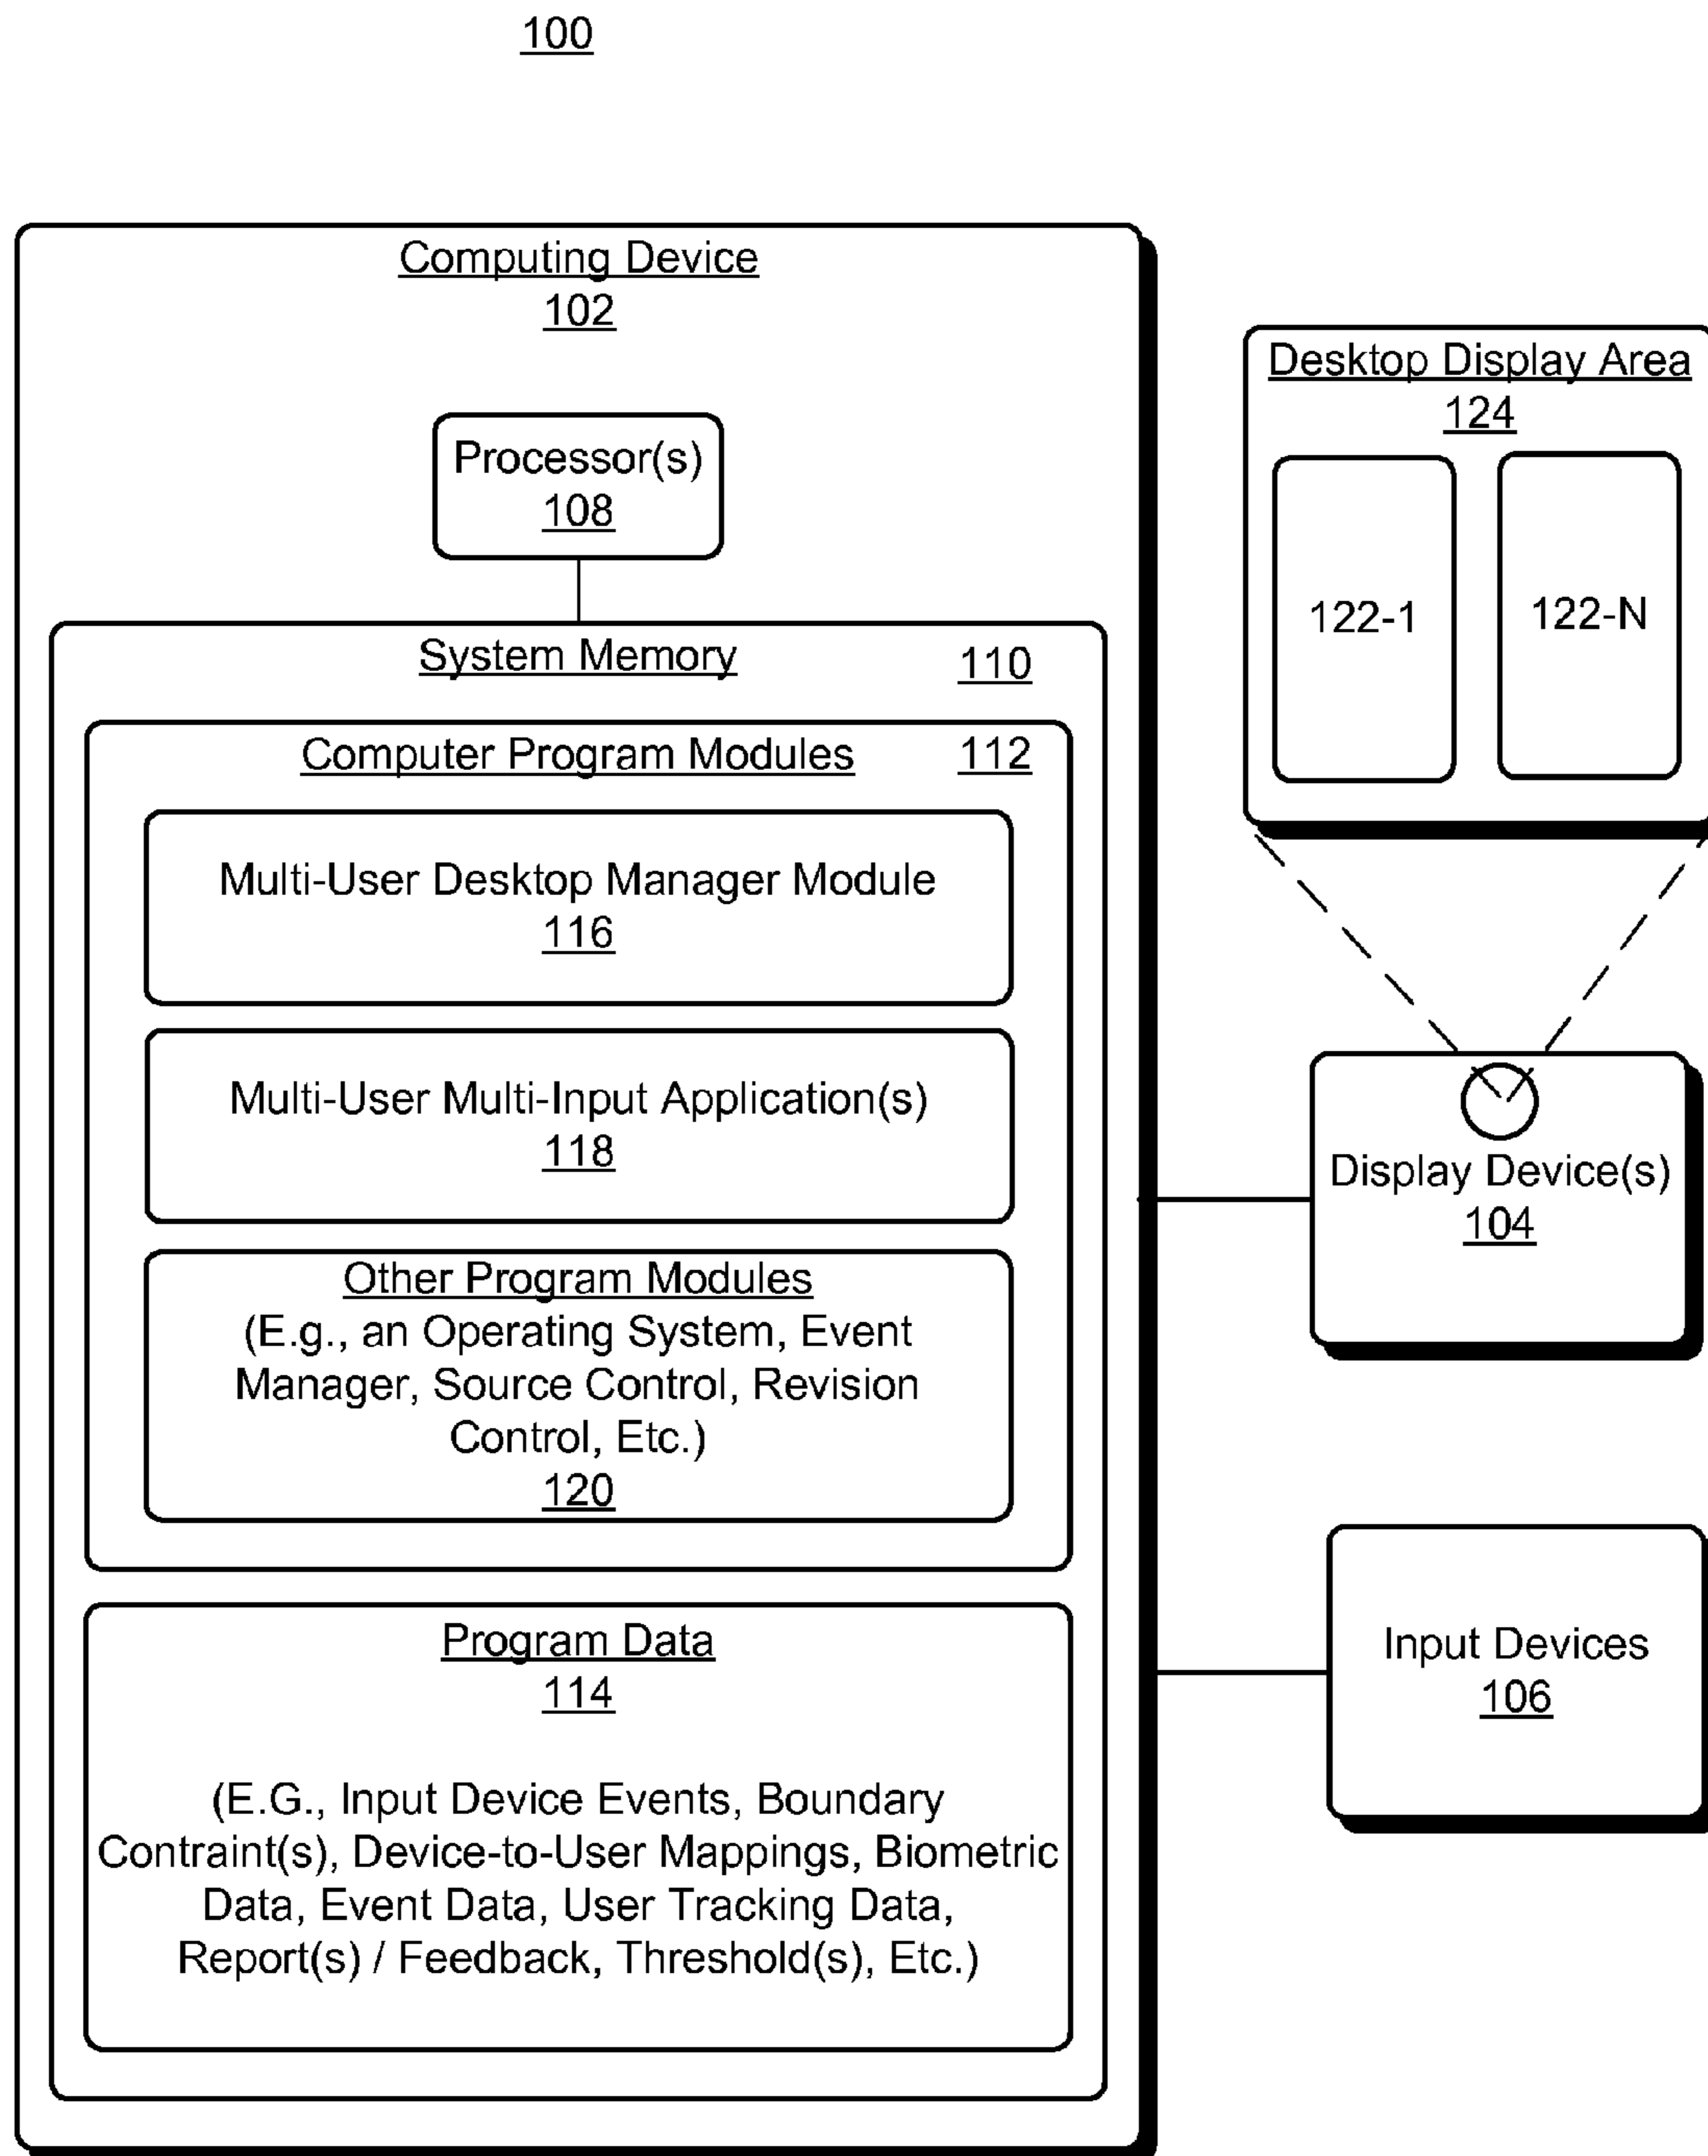 100
Computing Device
102
Processor(s)
108
System Memory
110
Computer Program Modules
112
Multi-User Desktop Manager Module
116
Multi-User Multi-Input Application(s)
118
Other Program Modules
(E.g., an Operating System, Event
Manager, Source Control, Revision
Control, Etc.)
120
Program Data
114
(E.G., Input Device Events, Boundary
Contraint(s), Device-to-User Mappings, Biometric
Data, Event Data, User Tracking Data,
Report(s) / Feedback, Threshold(s), Etc.)
Desktop Display Area
124
122-1
122-N
Display Device(s)
104
Input Devices
106